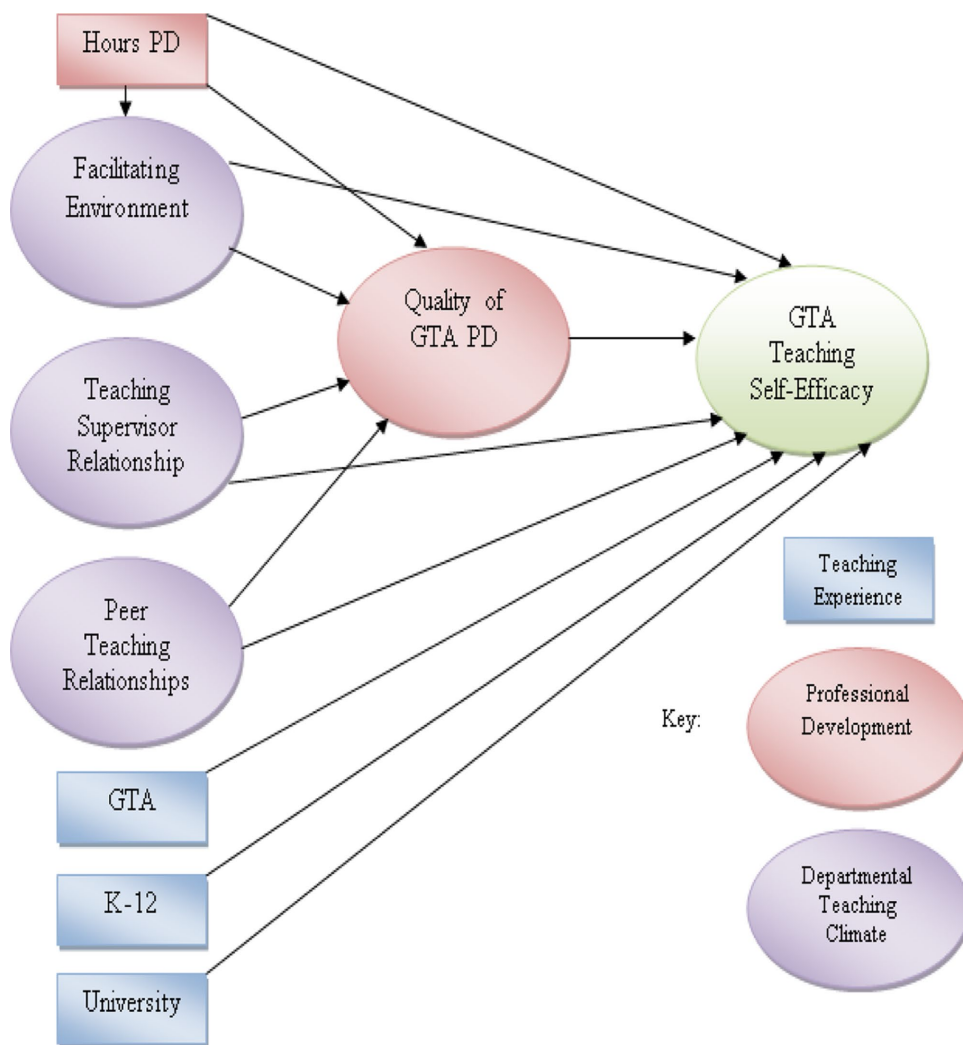 Hours PD
Facilitating
Environment
Quality of
GTA PD
GTA
Teaching
Self-Efficacy
Teaching
Supervisor
Relationship
Peer
Teaching
Relationships
GTA
K-12
University
Key:
Teaching
Experience
Professional
Development
Departmental
Teaching
Climate